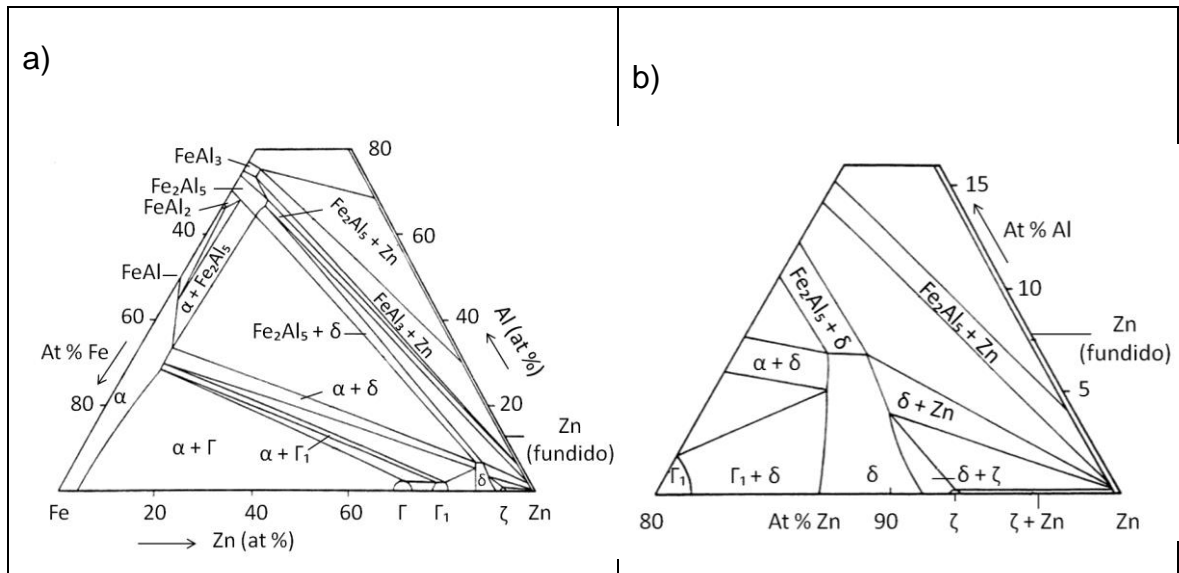 a)
80
FeAl₃
Fe₂Al₅
FeAl₂
Fe₂Al₅ + Zn
40
60
FeAl
α + Fe₂Al₅
FeAl₃ + Zn
60
Fe₂Al₅ + δ
40
Al (at %)
At % Fe
80
α
α + δ
20
Zn
(fundido)
α + Γ
α + Γ₁
δ
Fe
20
40
60
Γ
Γ₁
ζ
Zn
Zn (at %)
b)
15
At % Al
10
Fe₂Al₅ + δ
Fe₂Al₅ + Zn
Zn
(fundido)
α + δ
5
δ + Zn
Γ₁
Γ₁ + δ
δ
δ + ζ
80
At % Zn
90
ζ
ζ + Zn
Zn